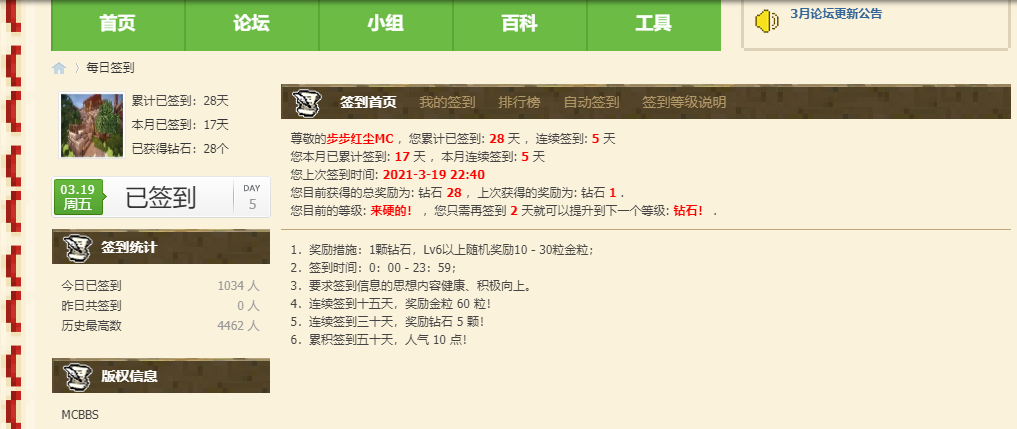 首页 论坛 小组 百科 工具
3月论坛更新公告
每日签到
累计已签到：28天
本月已签到：17天
已获得钻石：28个
03.19
周五
已签到
DAY
5
签到统计
今日已签到 1034 人
昨日共签到 0 人
历史最高数 4462 人
版权信息
MCBBS
签到首页 我的签到 排行榜 自动签到 签到等级说明
尊敬的步步红尘MC ，您累计已签到: 28 天 ，连续签到: 5 天
您本月已累计签到: 17 天 ，本月连续签到: 5 天
您上次签到时间: 2021-3-19 22:40
您目前获得的总奖励为: 钻石 28 ，上次获得的奖励为: 钻石 1 .
您目前的等级: 来硬的！ ，您只需再签到 2 天就可以提升到下一个等级: 钻石！ .
1. 奖励措施：1颗钻石，Lv6以上随机奖励10 - 30粒金粒；
2. 签到时间：0：00 - 23：59；
3. 要求签到信息的思想内容健康、积极向上。
4. 连续签到十五天，奖励金粒 60 粒！
5. 连续签到三十天，奖励钻石 5 颗！
6. 累积签到五十天，人气 10 点！